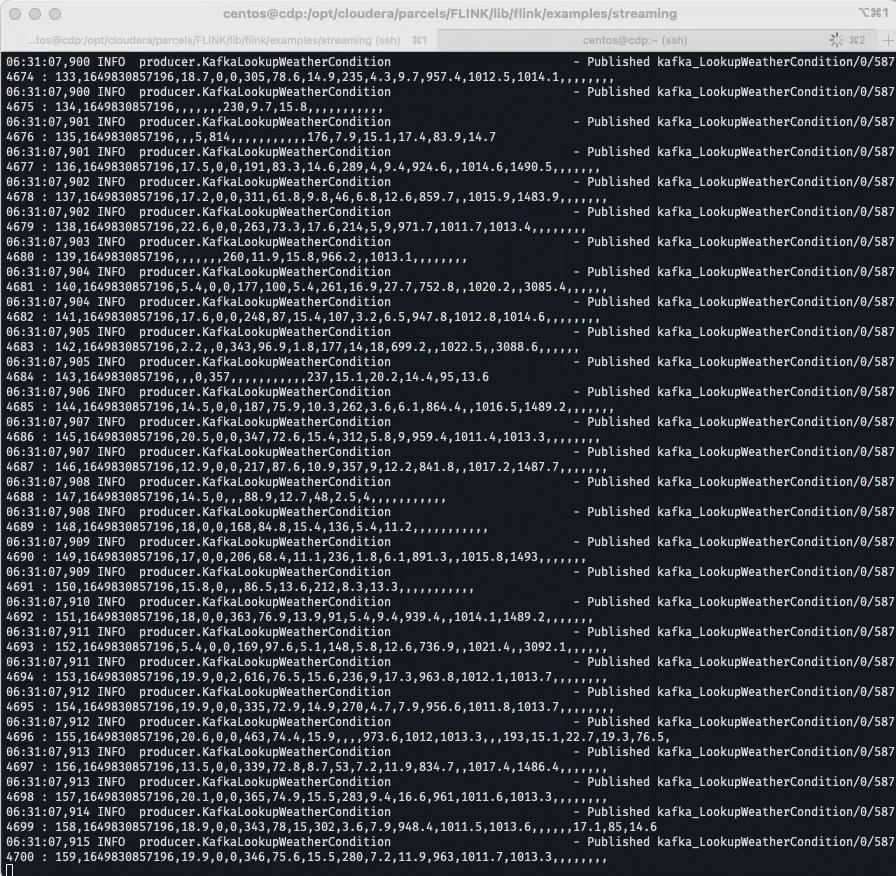 centos@cdp:/opt/cloudera/parcels/FLINK/lib/flink/examples/streaming
⌥⌘1
...tos@cdp:/opt/cloudera/parcels/FLINK/lib/flink/examples/streaming (ssh) ⌘1
centos@cdp:~ (ssh) ⌘2
06:31:07,900 INFO producer.KafkaLookupWeatherCondition - Published kafka_LookupWeatherCondition/0/587
4674 : 133,1649830857196,18.7,0,0,305,78.6,14.9,235,4.3,9.7,957.4,1012.5,1014.1,,,,,,,,
06:31:07,900 INFO producer.KafkaLookupWeatherCondition - Published kafka_LookupWeatherCondition/0/587
4675 : 134,1649830857196,,,,,,,230,9.7,15.8,,,,,,,,,,,
06:31:07,901 INFO producer.KafkaLookupWeatherCondition - Published kafka_LookupWeatherCondition/0/587
4676 : 135,1649830857196,,,5,814,,,,,,,,,,,176,7.9,15.1,17.4,83.9,14.7
06:31:07,901 INFO producer.KafkaLookupWeatherCondition - Published kafka_LookupWeatherCondition/0/587
4677 : 136,1649830857196,17.5,0,0,191,83.3,14.6,289,4,9.4,924.6,,1014.6,1490.5,,,,,,,
06:31:07,902 INFO producer.KafkaLookupWeatherCondition - Published kafka_LookupWeatherCondition/0/587
4678 : 137,1649830857196,17.2,0,0,311,61.8,9.8,46,6.8,12.6,859.7,,1015.9,1483.9,,,,,,,
06:31:07,902 INFO producer.KafkaLookupWeatherCondition - Published kafka_LookupWeatherCondition/0/587
4679 : 138,1649830857196,22.6,0,0,263,73.3,17.6,214,5,9,971.7,1011.7,1013.4,,,,,,,,
06:31:07,903 INFO producer.KafkaLookupWeatherCondition - Published kafka_LookupWeatherCondition/0/587
4680 : 139,1649830857196,,,,,,,260,11.9,15.8,966.2,,1013.1,,,,,,,,
06:31:07,904 INFO producer.KafkaLookupWeatherCondition - Published kafka_LookupWeatherCondition/0/587
4681 : 140,1649830857196,5.4,0,0,177,100,5.4,261,16.9,27.7,752.8,,1020.2,,3085.4,,,,,,
06:31:07,904 INFO producer.KafkaLookupWeatherCondition - Published kafka_LookupWeatherCondition/0/587
4682 : 141,1649830857196,17.6,0,0,248,87,15.4,107,3.2,6.5,947.8,1012.8,1014.6,,,,,,,,
06:31:07,905 INFO producer.KafkaLookupWeatherCondition - Published kafka_LookupWeatherCondition/0/587
4683 : 142,1649830857196,2.2,,0,343,96.9,1.8,177,14,18,699.2,,1022.5,,3088.6,,,,,,
06:31:07,905 INFO producer.KafkaLookupWeatherCondition - Published kafka_LookupWeatherCondition/0/587
4684 : 143,1649830857196,,,0,357,,,,,,,,,,,237,15.1,20.2,14.4,95,13.6
06:31:07,906 INFO producer.KafkaLookupWeatherCondition - Published kafka_LookupWeatherCondition/0/587
4685 : 144,1649830857196,14.5,0,0,187,75.9,10.3,262,3.6,6.1,864.4,,1016.5,1489.2,,,,,,,
06:31:07,907 INFO producer.KafkaLookupWeatherCondition - Published kafka_LookupWeatherCondition/0/587
4686 : 145,1649830857196,20.5,0,0,347,72.6,15.4,312,5.8,9,959.4,1011.4,1013.3,,,,,,,,
06:31:07,907 INFO producer.KafkaLookupWeatherCondition - Published kafka_LookupWeatherCondition/0/587
4687 : 146,1649830857196,12.9,0,0,217,87.6,10.9,357,9,12.2,841.8,,1017.2,1487.7,,,,,,,
06:31:07,908 INFO producer.KafkaLookupWeatherCondition - Published kafka_LookupWeatherCondition/0/587
4688 : 147,1649830857196,14.5,0,,,88.9,12.7,48,2.5,4,,,,,,,,,,,
06:31:07,908 INFO producer.KafkaLookupWeatherCondition - Published kafka_LookupWeatherCondition/0/587
4689 : 148,1649830857196,18,0,0,168,84.8,15.4,136,5.4,11.2,,,,,,,,,,,
06:31:07,909 INFO producer.KafkaLookupWeatherCondition - Published kafka_LookupWeatherCondition/0/587
4690 : 149,1649830857196,17,0,0,206,68.4,11.1,236,1.8,6.1,891.3,,1015.8,1493,,,,,,,
06:31:07,909 INFO producer.KafkaLookupWeatherCondition - Published kafka_LookupWeatherCondition/0/587
4691 : 150,1649830857196,15.8,0,,,86.5,13.6,212,8.3,13.3,,,,,,,,,,,
06:31:07,910 INFO producer.KafkaLookupWeatherCondition - Published kafka_LookupWeatherCondition/0/587
4692 : 151,1649830857196,18,0,0,363,76.9,13.9,91,5.4,9.4,939.4,,1014.1,1489.2,,,,,,,
06:31:07,911 INFO producer.KafkaLookupWeatherCondition - Published kafka_LookupWeatherCondition/0/587
4693 : 152,1649830857196,5.4,0,0,169,97.6,5.1,148,5.8,12.6,736.9,,1021.4,,3092.1,,,,,,
06:31:07,911 INFO producer.KafkaLookupWeatherCondition - Published kafka_LookupWeatherCondition/0/587
4694 : 153,1649830857196,19.9,0,2,616,76.5,15.6,236,9,17.3,963.8,1012.1,1013.7,,,,,,,,
06:31:07,912 INFO producer.KafkaLookupWeatherCondition - Published kafka_LookupWeatherCondition/0/587
4695 : 154,1649830857196,19.9,0,0,335,72.9,14.9,270,4.7,7.9,956.6,1011.8,1013.7,,,,,,,,
06:31:07,912 INFO producer.KafkaLookupWeatherCondition - Published kafka_LookupWeatherCondition/0/587
4696 : 155,1649830857196,20.6,0,0,463,74.4,15.9,,,,973.6,1012,1013.3,,,193,15.1,22.7,19.3,76.5,
06:31:07,913 INFO producer.KafkaLookupWeatherCondition - Published kafka_LookupWeatherCondition/0/587
4697 : 156,1649830857196,13.5,0,0,339,72.8,8.7,53,7.2,11.9,834.7,,1017.4,1486.4,,,,,,,
06:31:07,913 INFO producer.KafkaLookupWeatherCondition - Published kafka_LookupWeatherCondition/0/587
4698 : 157,1649830857196,20.1,0,0,365,74.9,15.5,283,9.4,16.6,961,1011.6,1013.3,,,,,,,,
06:31:07,914 INFO producer.KafkaLookupWeatherCondition - Published kafka_LookupWeatherCondition/0/587
4699 : 158,1649830857196,18.9,0,0,343,78,15,302,3.6,7.9,948.4,1011.5,1013.6,,,,,,17.1,85,14.6
06:31:07,915 INFO producer.KafkaLookupWeatherCondition - Published kafka_LookupWeatherCondition/0/587
4700 : 159,1649830857196,19.9,0,0,346,75.6,15.5,280,7.2,11.9,963,1011.7,1013.3,,,,,,,,